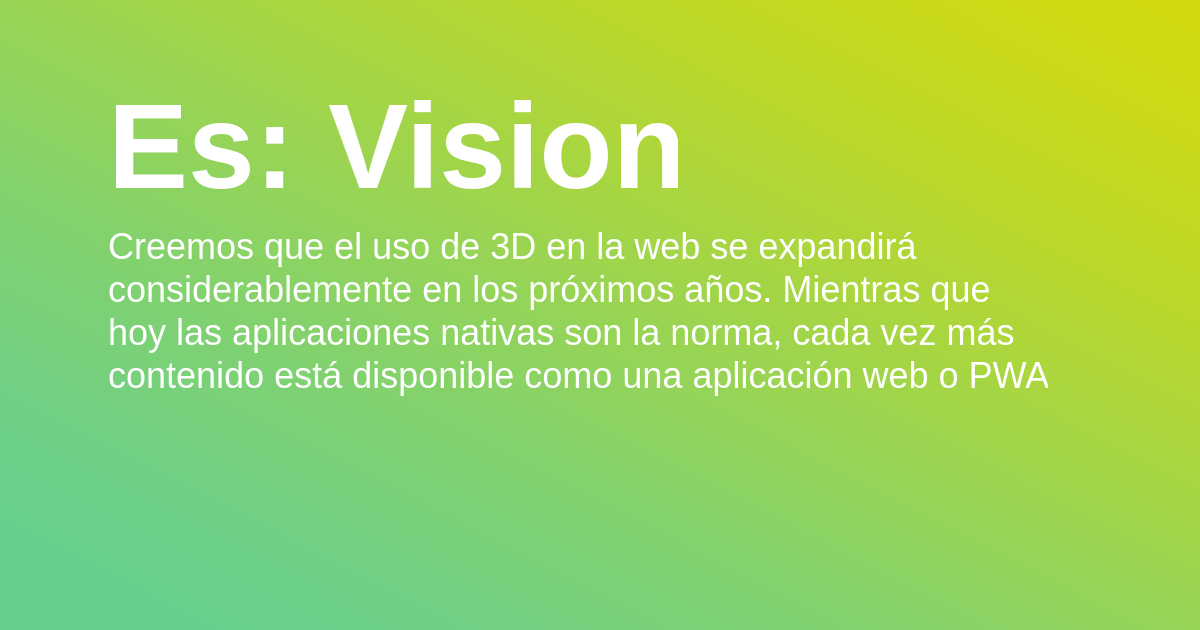 Es: Vision
Creemos que el uso de 3D en la web se expandirá
considerablemente en los próximos años. Mientras que
hoy las aplicaciones nativas son la norma, cada vez más
contenido está disponible como una aplicación web o PWA